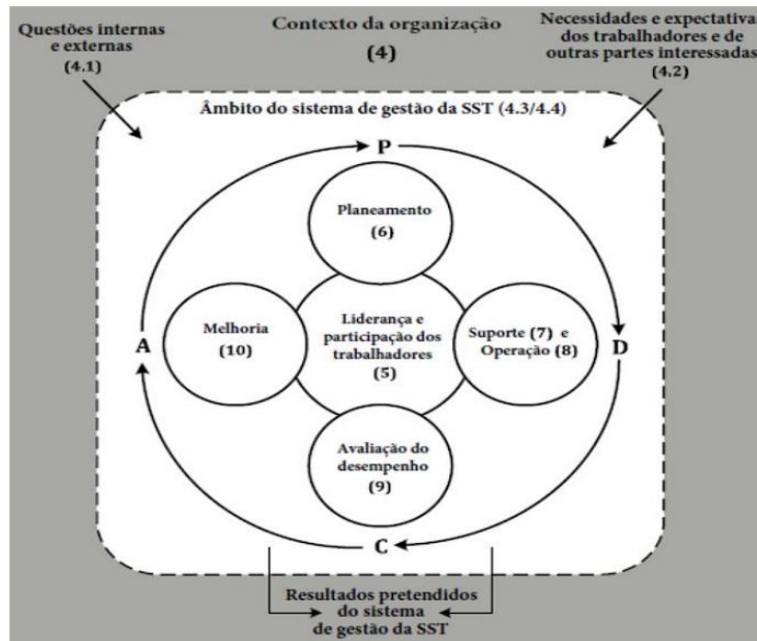 Questões internas
e externas
(4.1)
Contexto da organização
(4)
Necessidades e expectativas
dos trabalhadores e de
outras partes interessadas
(4.2)
Âmbito do sistema de gestão da SST (4.3/4.4)
P
Planeamento
(6)
A
Melhoria
(10)
Liderança e
participação dos
trabalhadores
(5)
Suporte (7) e
Operação (8)
D
Avaliação do
desempenho
(9)
C
Resultados pretendidos
do sistema
de gestão da SST